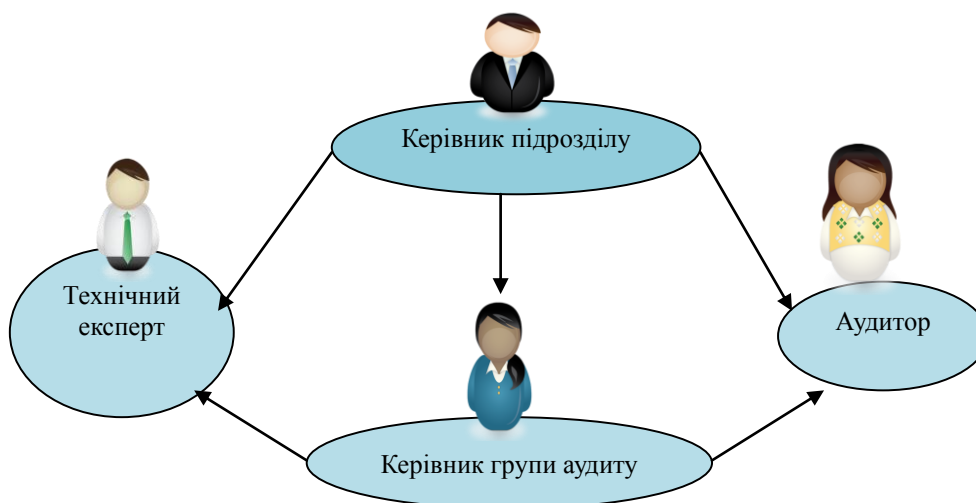 Керівник підрозділу
Технічний
експерт
Аудитор
Керівник групи аудиту